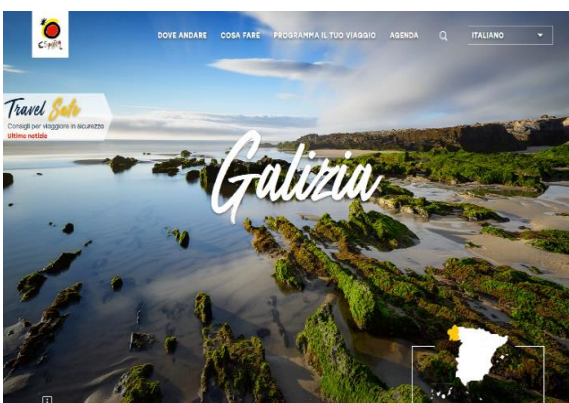 España
DOVE ANDARE COSA FARE PROGRAMMA IL TUO VIAGGIO AGENDA ITALIANO
Travel Safe
Consigli per viaggiare in sicurezza
Ultime notizie
Galizia